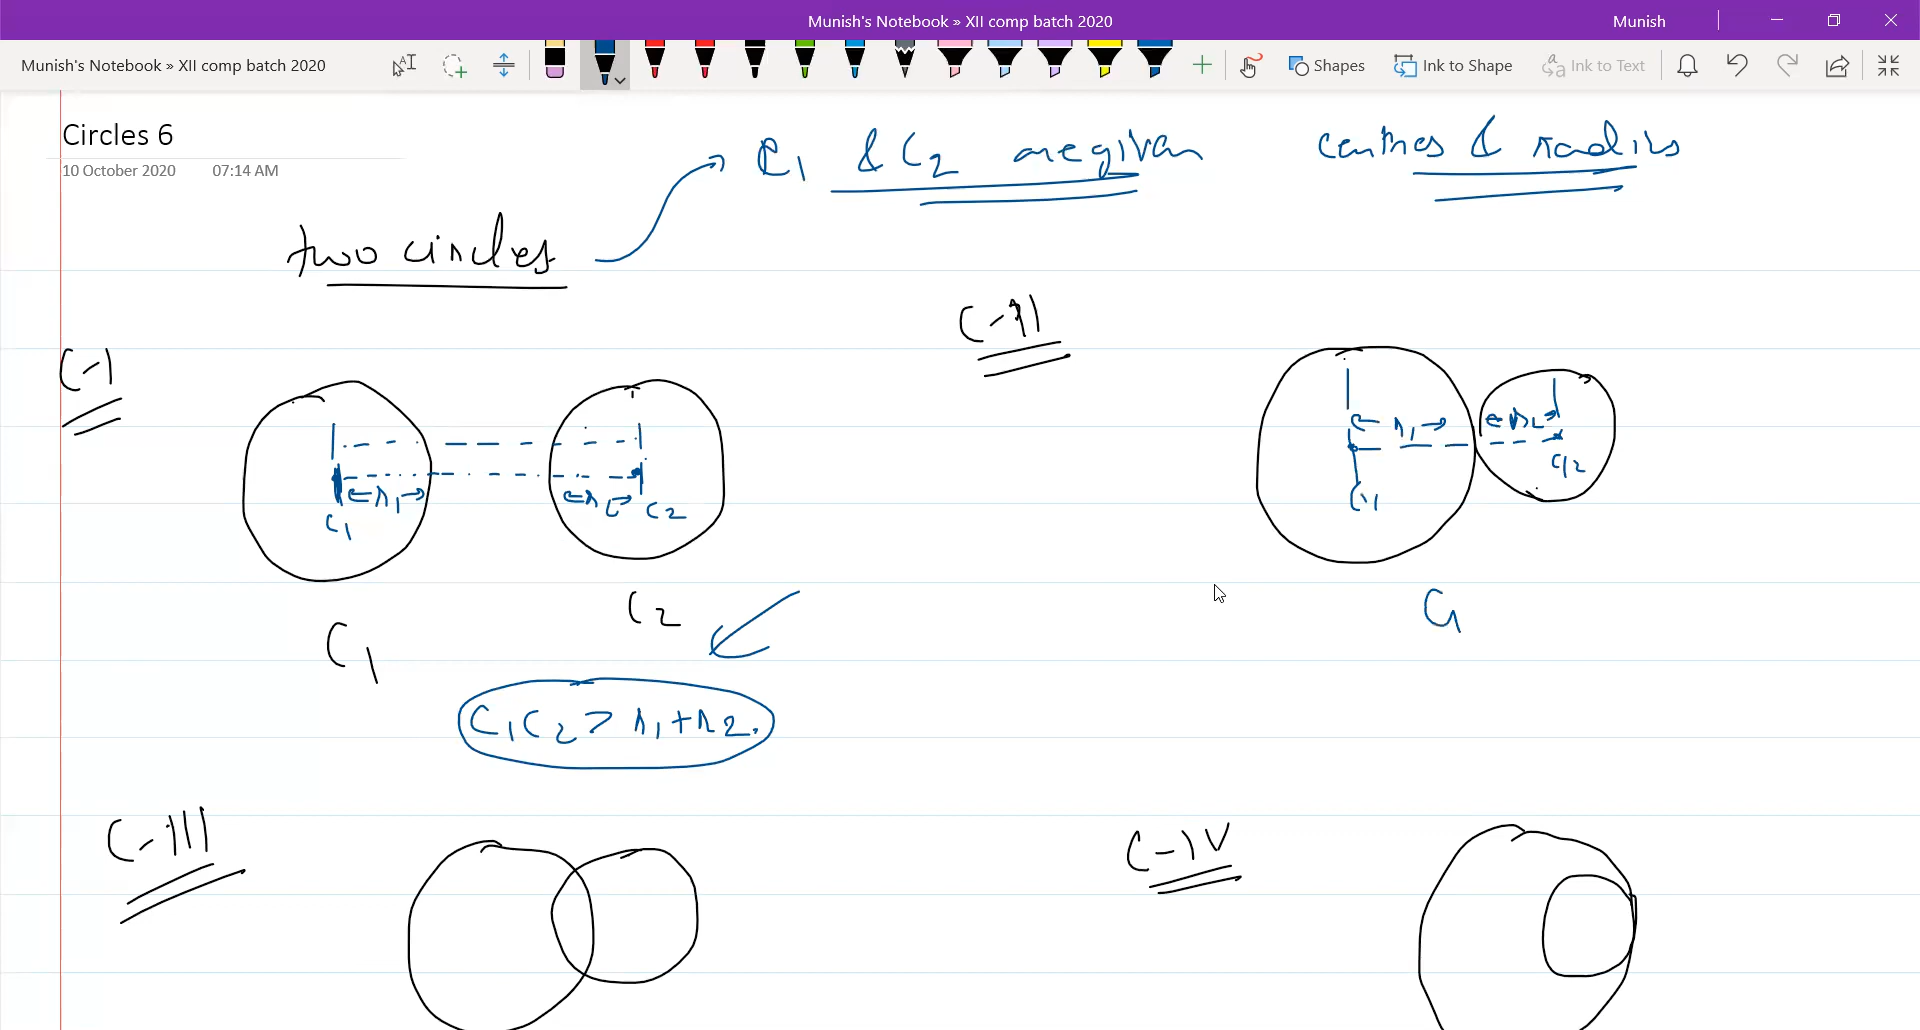 Munish's Notebook » XII comp batch 2020
Munish
Munish's Notebook » XII comp batch 2020
Shapes
Ink to Shape
Ink to Text
Circles 6
10 October 2020 07:14 AM
C1 & C2 are given centres & radius
two circles
C-I
C-II
r1
r2
C1
C2
r1
r2
C1
C2
C1
C2
C1C2 > r1+r2.
C-III
C-IV